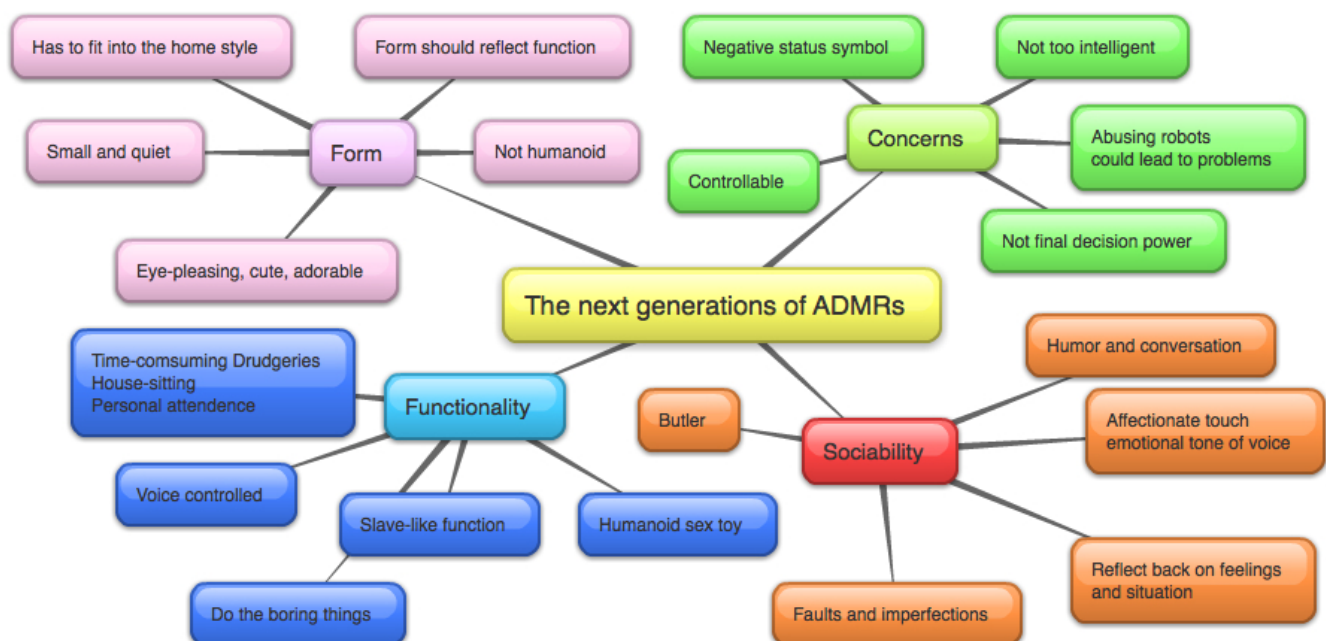 Has to fit into the home style
Form should reflect function
Small and quiet
Form
Not humanoid
Eye-pleasing, cute, adorable
Negative status symbol
Not too intelligent
Concerns
Abusing robots
could lead to problems
Controllable
Not final decision power
The next generations of ADMRs
Time-comsuming Drudgeries
House-sitting
Personal attendence
Functionality
Voice controlled
Slave-like function
Humanoid sex toy
Do the boring things
Humor and conversation
Butler
Affectionate touch
emotional tone of voice
Sociability
Reflect back on feelings
and situation
Faults and imperfections